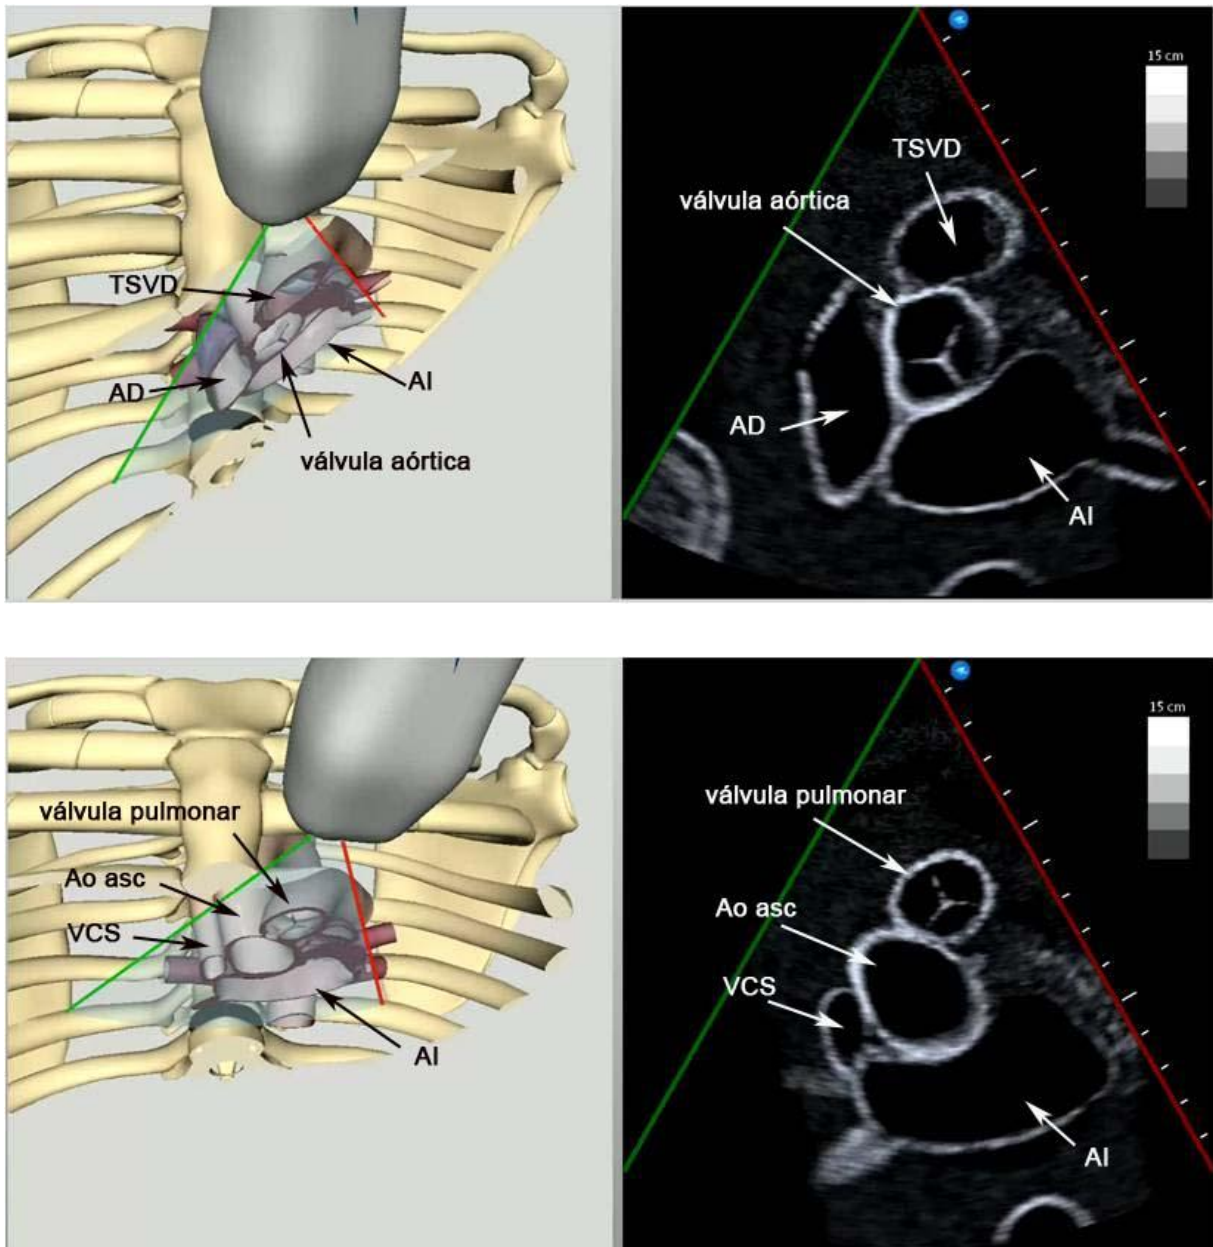 TSVD
AD
AI
válvula aórtica
15 cm
TSVD
válvula aórtica
AD
AI
válvula pulmonar
Ao asc
VCS
AI
15 cm
válvula pulmonar
Ao asc
VCS
AI